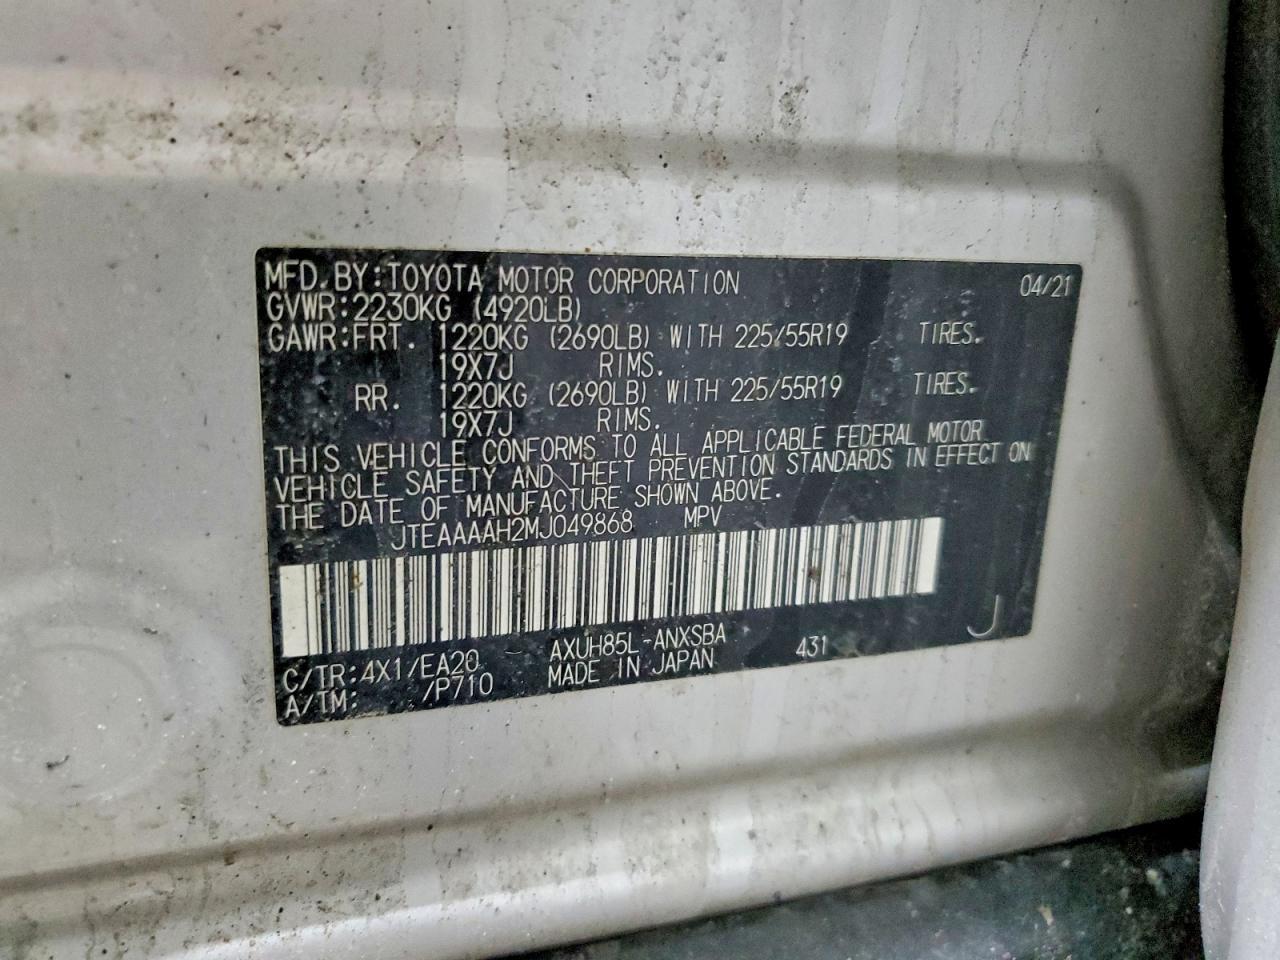 MFD. BY: TOYOTA MOTOR CORPORATION 04/21
GVWR: 2230KG (4920LB)
GAWR: FRT. 1220KG (2690LB) WITH 225/55R19 TIRES.
19X7J RIMS.
RR. 1220KG (2690LB) WITH 225/55R19 TIRES.
19X7J RIMS.
THIS VEHICLE CONFORMS TO ALL APPLICABLE FEDERAL MOTOR
VEHICLE SAFETY AND THEFT PREVENTION STANDARDS IN EFFECT ON
THE DATE OF MANUFACTURE SHOWN ABOVE.
JTEAAAAH2MJ049868 MPV
C/TR: 4X1/EA20 AXUH85L-ANXSBA 431 J
A/TM: /P710 MADE IN JAPAN